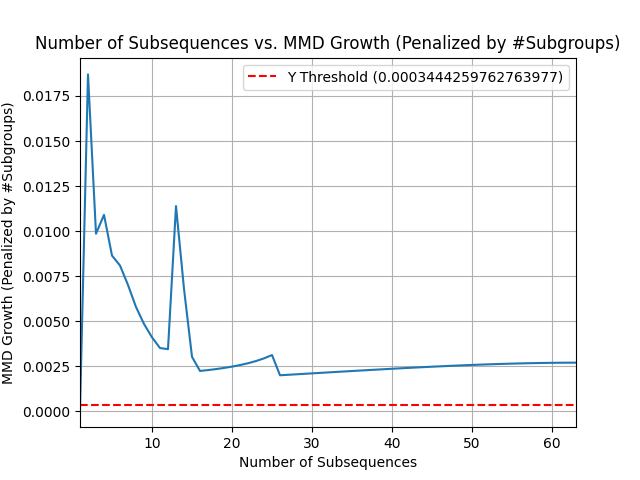 Number of Subsequences vs. MMD Growth (Penalized by #Subgroups)
Y Threshold (0.0003444259762763977)
MMD Growth (Penalized by #Subgroups)
0.0175
0.0150
0.0125
0.0100
0.0075
0.0050
0.0025
0.0000
10 20 30 40 50 60
Number of Subsequences